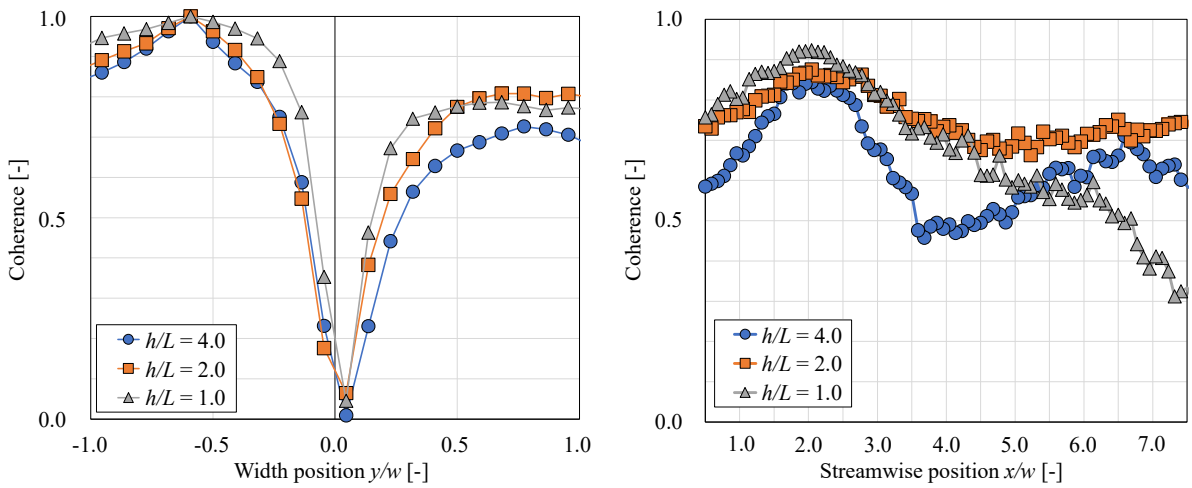 1.0
0.5
0.0
Coherence [-]
-1.0 -0.5 0.0 0.5 1.0
Width position y/w [-]
h/L = 4.0
h/L = 2.0
h/L = 1.0
1.0
0.5
0.0
Coherence [-]
1.0 2.0 3.0 4.0 5.0 6.0 7.0
Streamwise position x/w [-]
h/L = 4.0
h/L = 2.0
h/L = 1.0